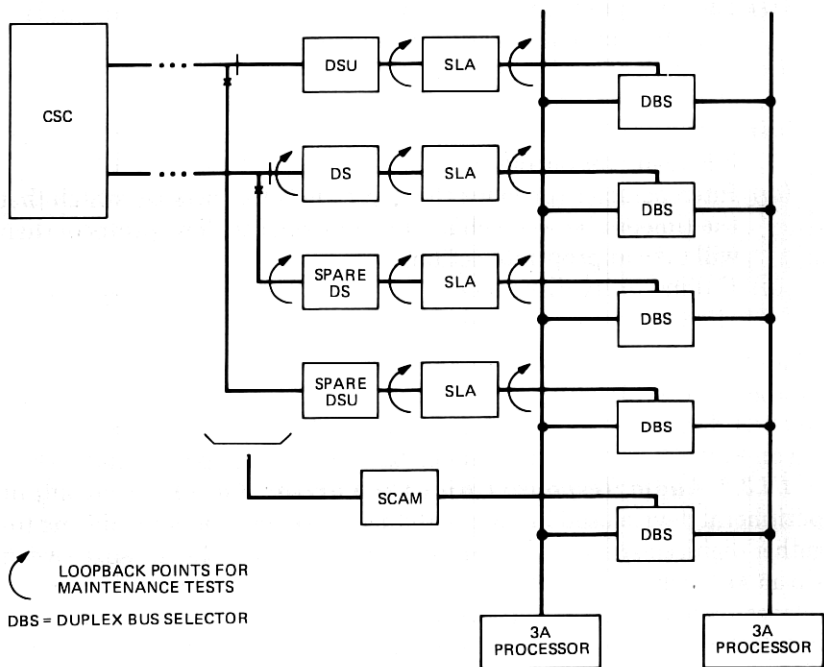 DSU
SLA
DBS
CSC
DS
SLA
DBS
SPARE
DS
SLA
DBS
SPARE
DSU
SLA
DBS
SCAM
DBS
LOOPBACK POINTS FOR
MAINTENANCE TESTS
DBS = DUPLEX BUS SELECTOR
3A
PROCESSOR
3A
PROCESSOR